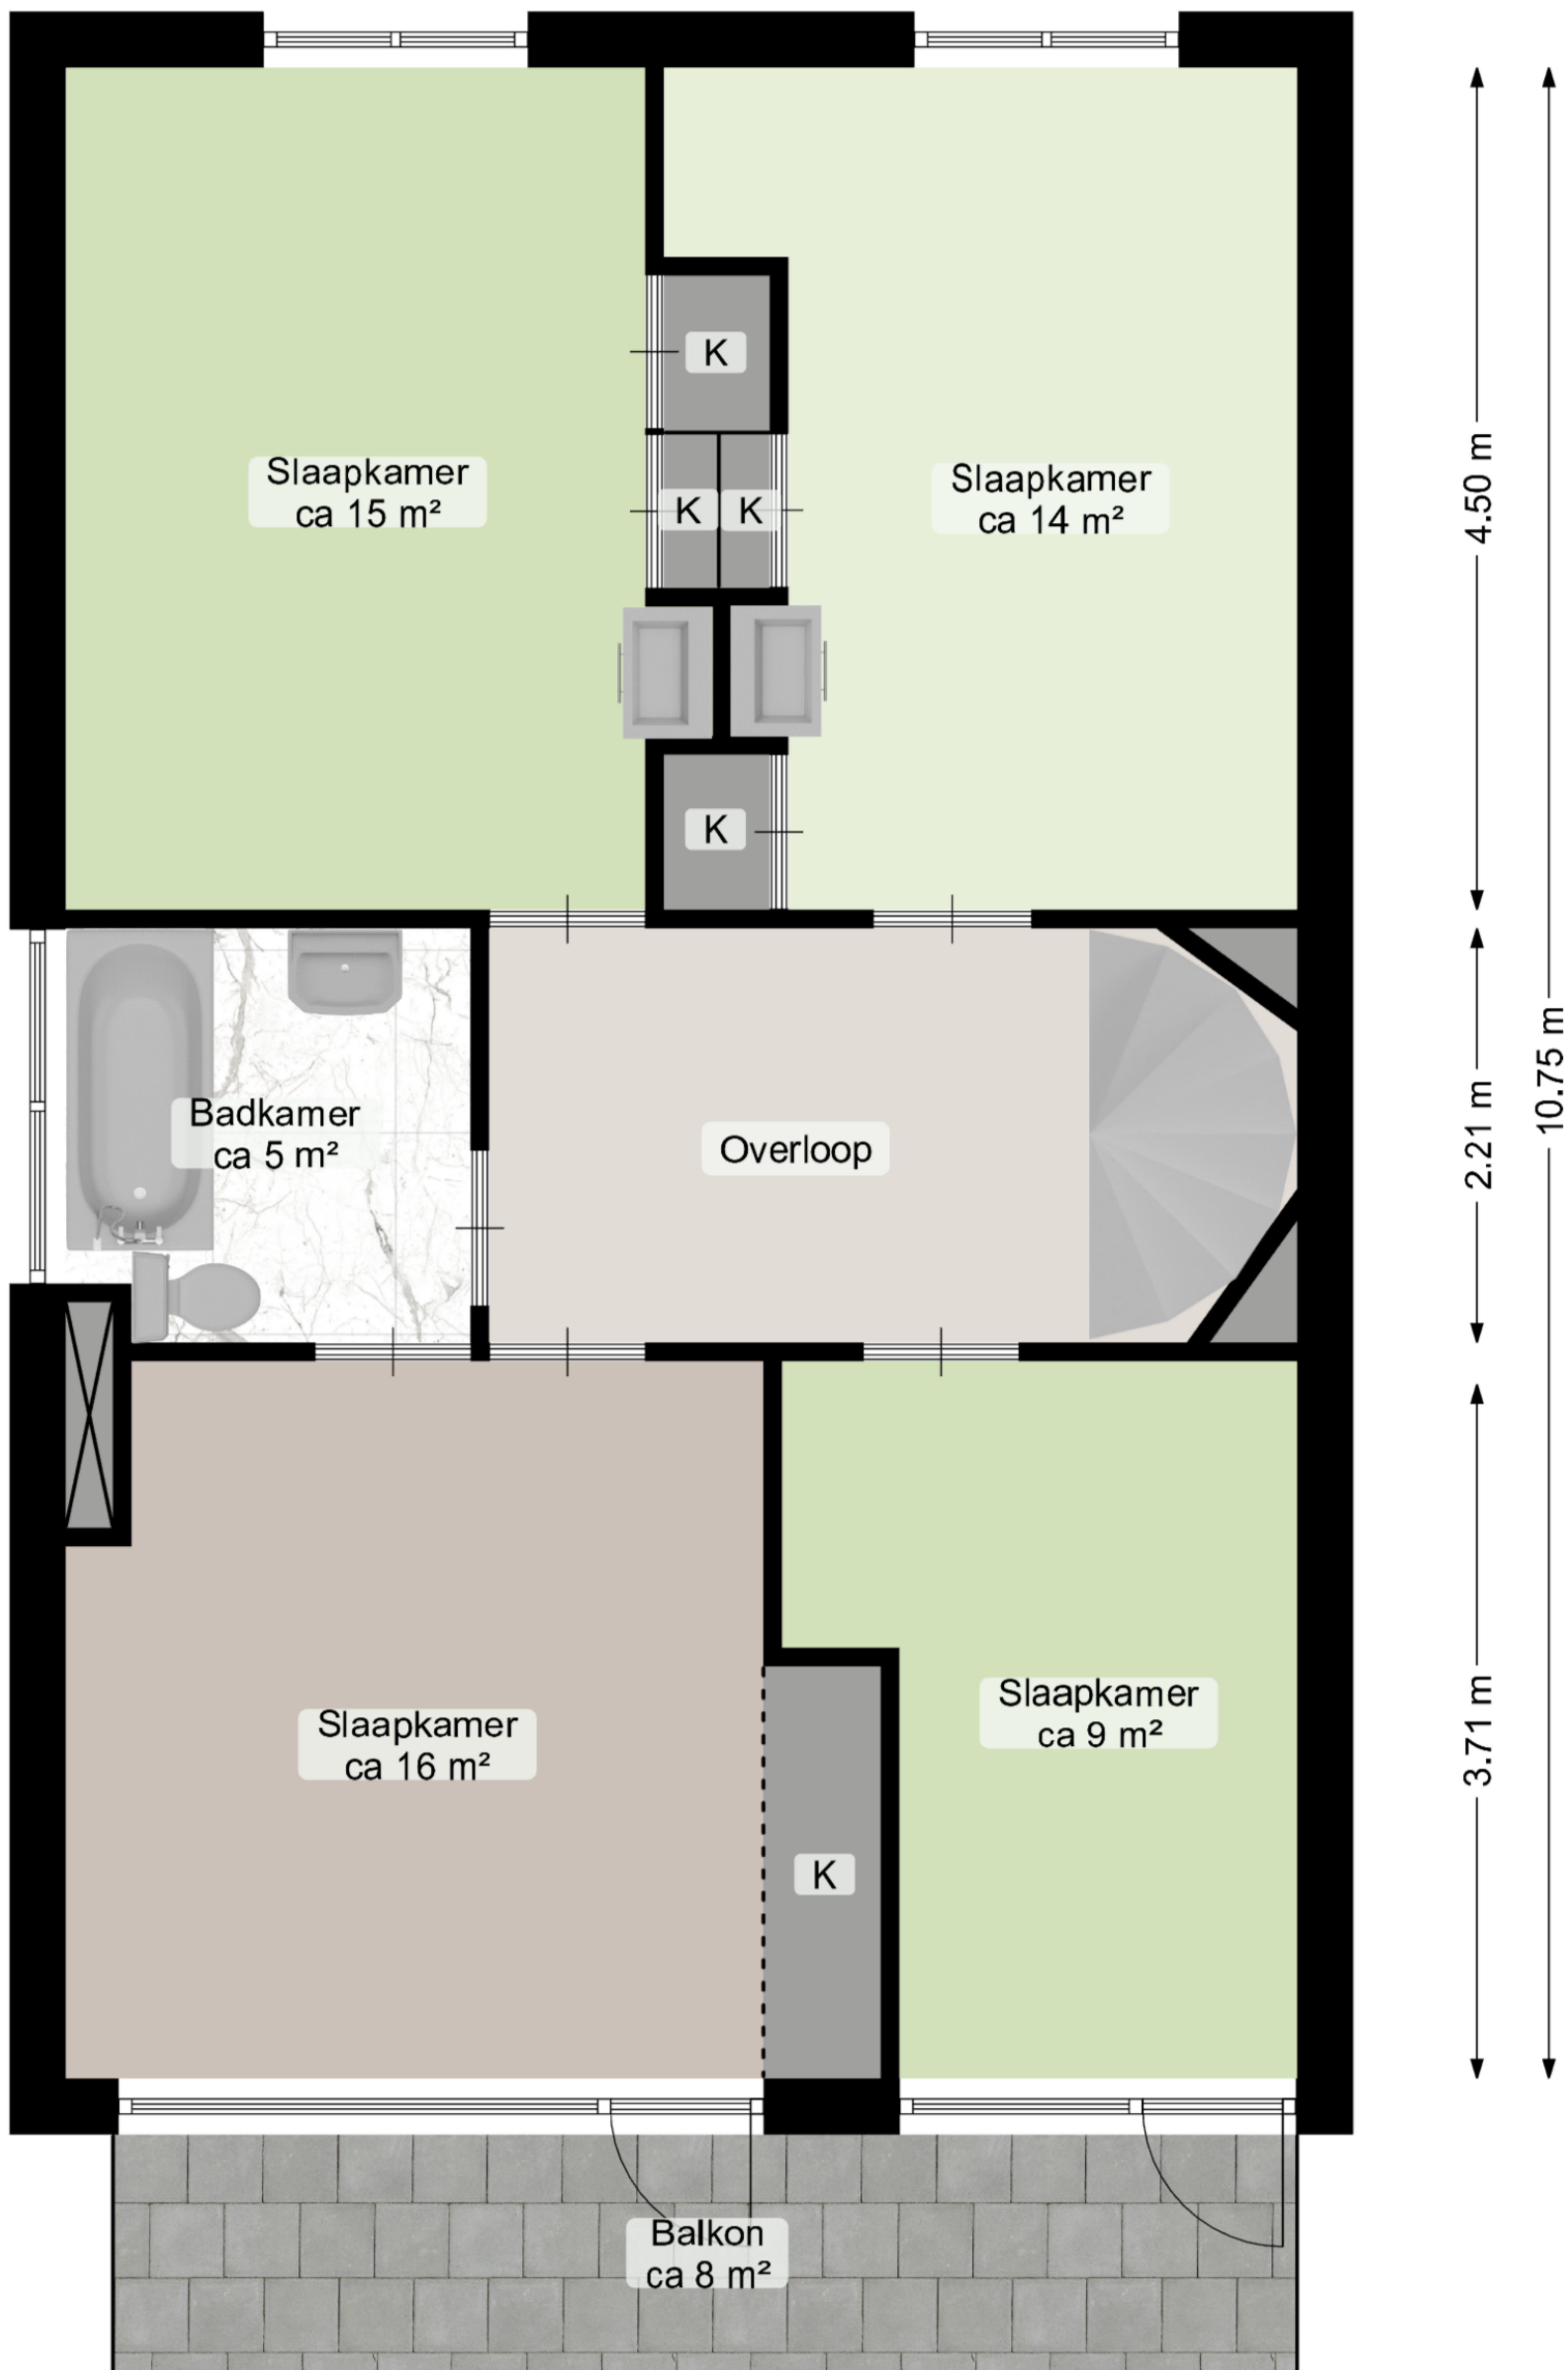 Slaapkamer
ca 15 m²
Slaapkamer
ca 14 m²
K
K
K
K
4.50 m
Badkamer
ca 5 m²
Overloop
2.21 m
10.75 m
Slaapkamer
ca 16 m²
Slaapkamer
ca 9 m²
K
3.71 m
Balkon
ca 8 m²